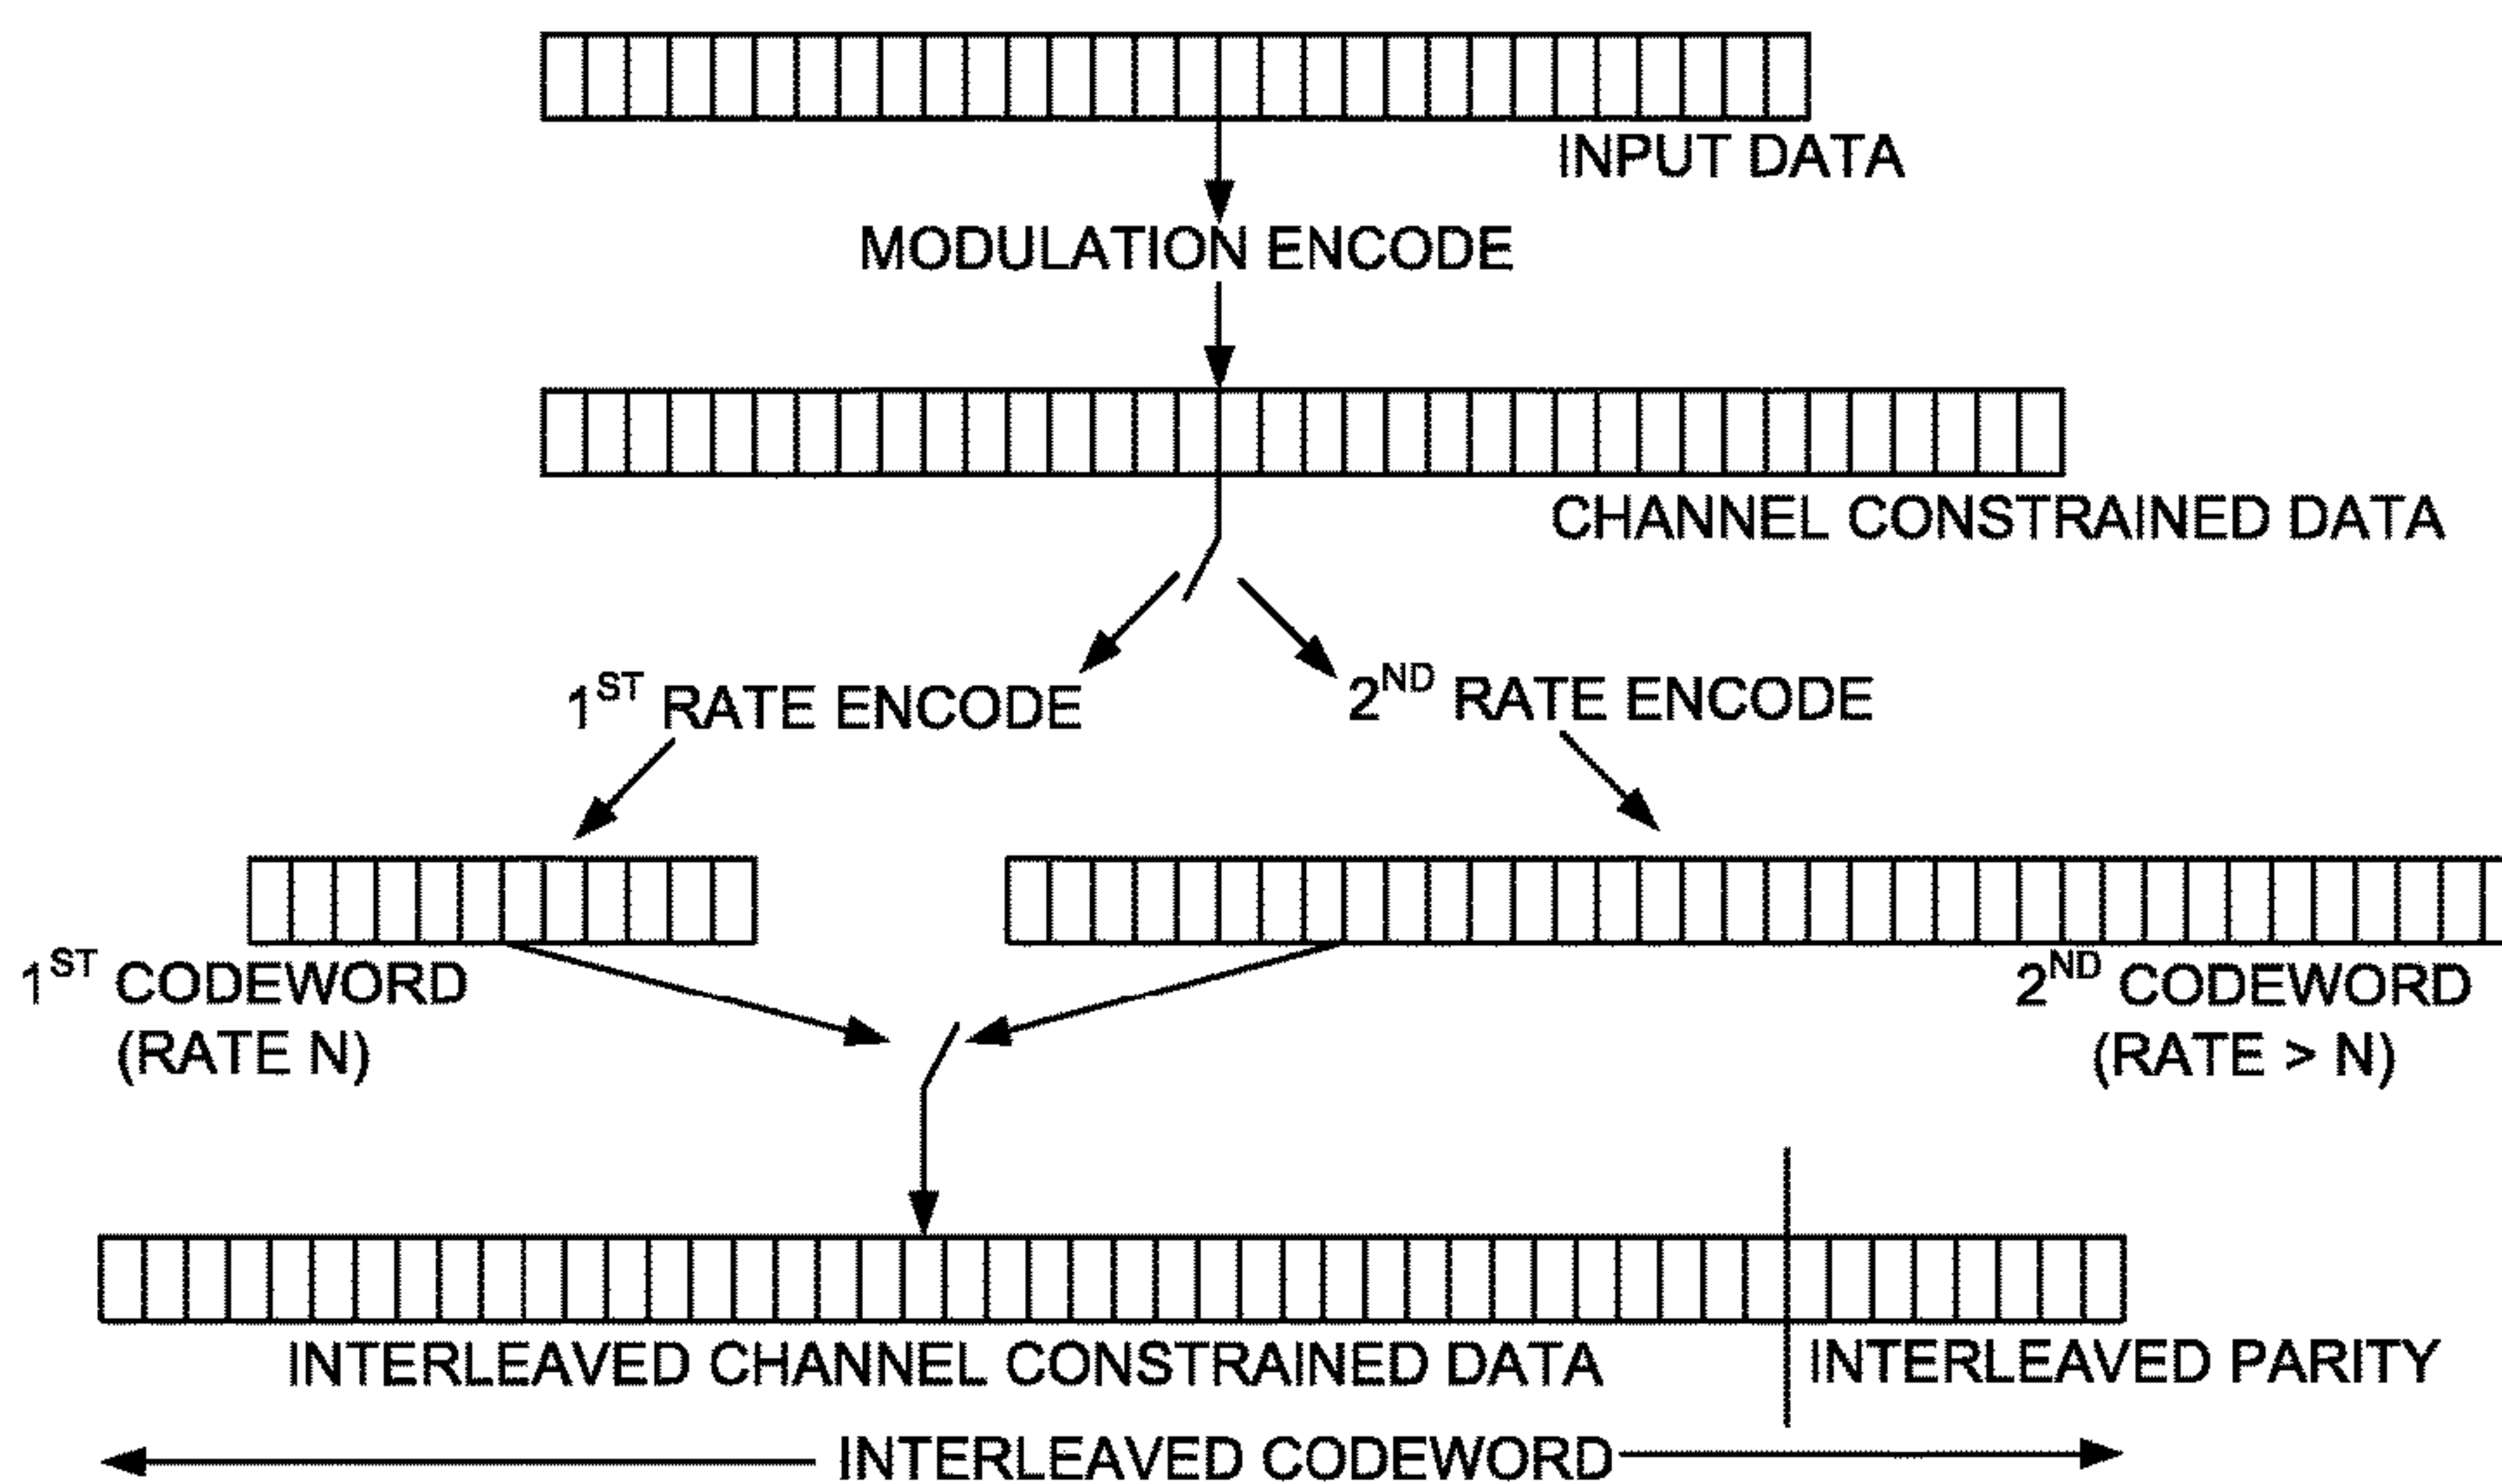 INPUT DATA
MODULATION ENCODE
CHANNEL CONSTRAINED DATA
1ST RATE ENCODE
2ND RATE ENCODE
1ST CODEWORD
(RATE N)
2ND CODEWORD
(RATE > N)
INTERLEAVED CHANNEL CONSTRAINED DATA
INTERLEAVED PARITY
INTERLEAVED CODEWORD